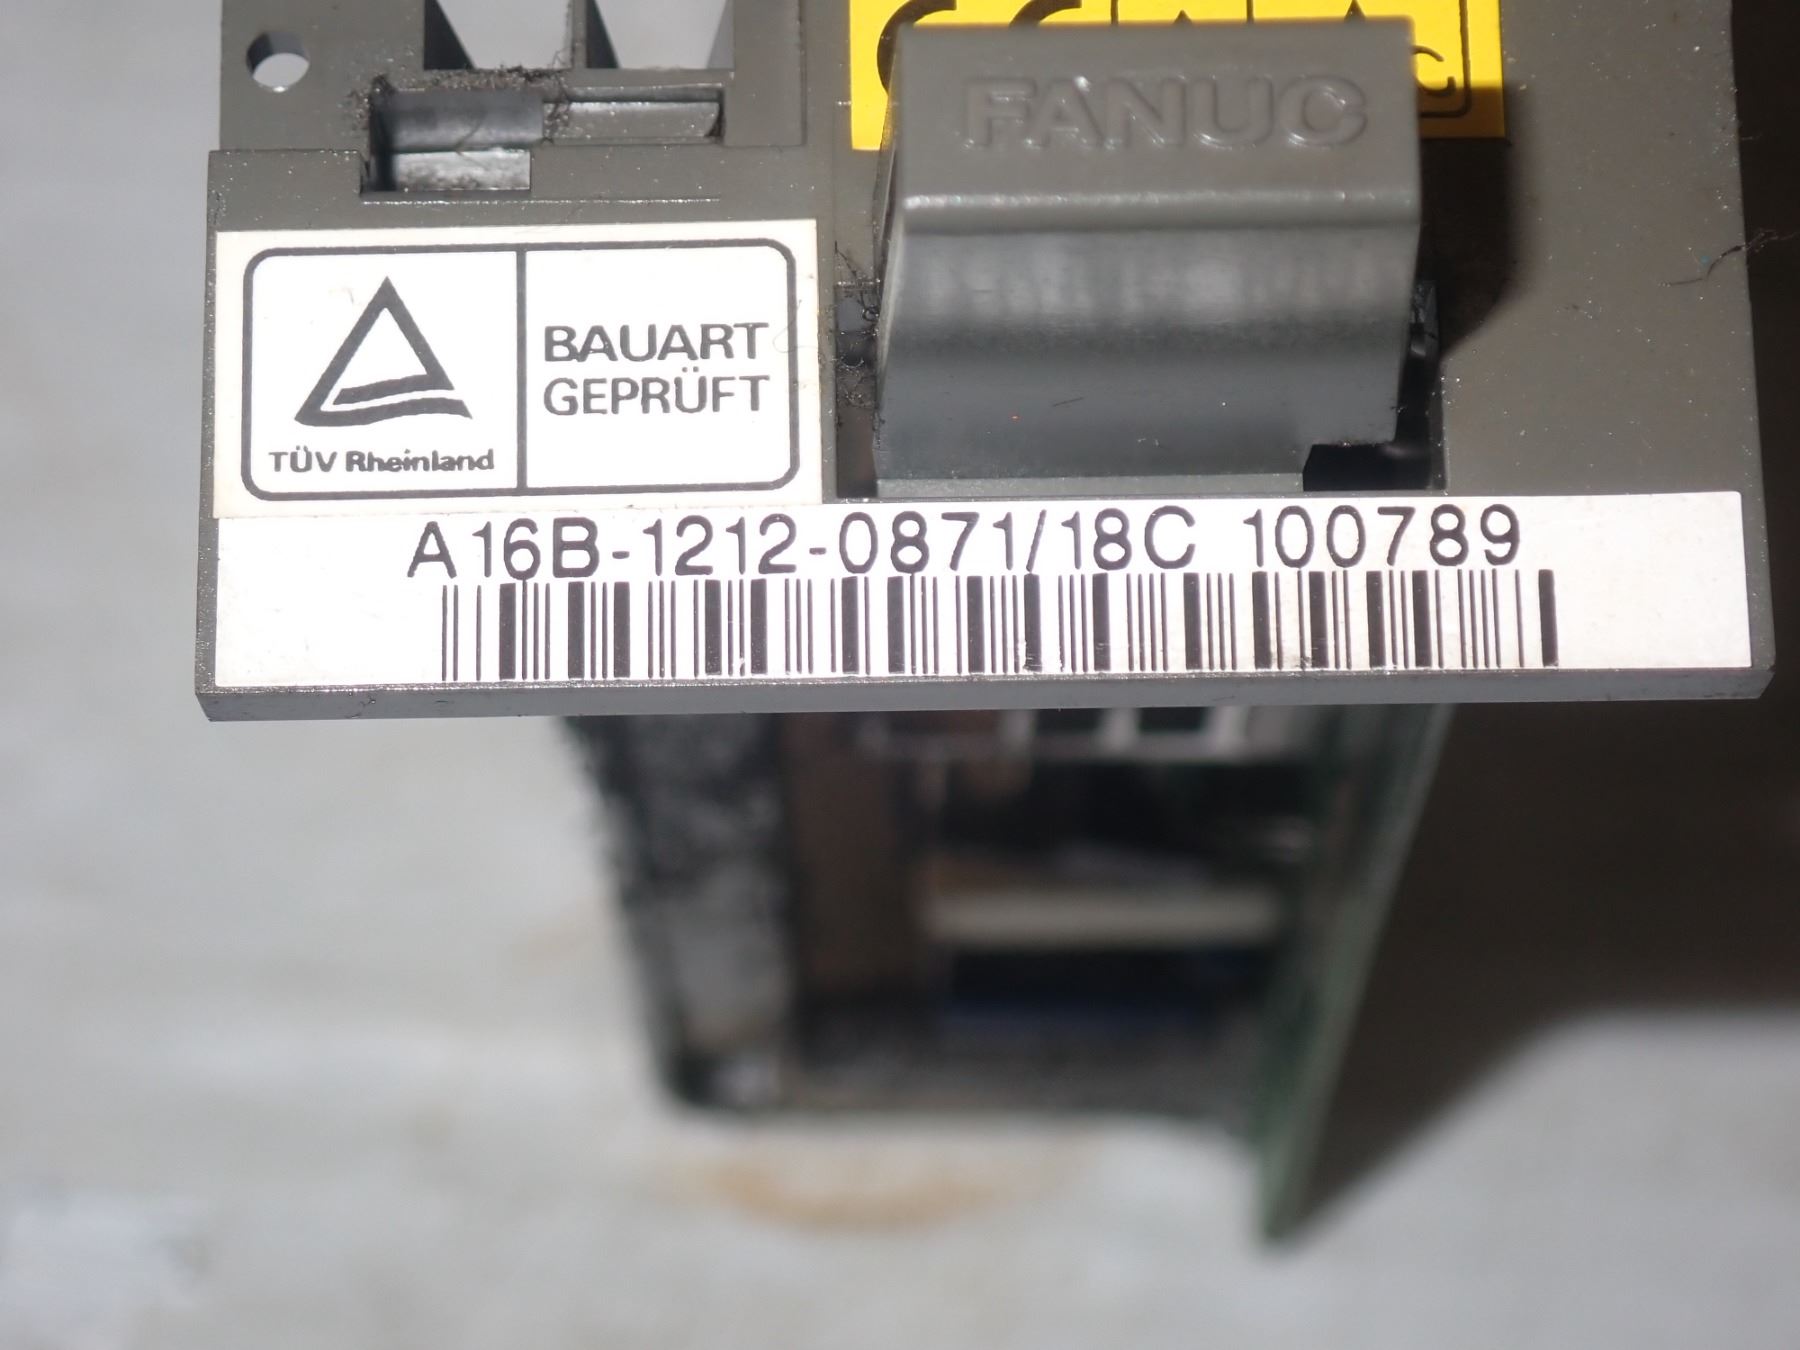 FANUC
BAUART
GEPRÜFT
TÜV Rheinland
A16B-1212-0871/18C 100789